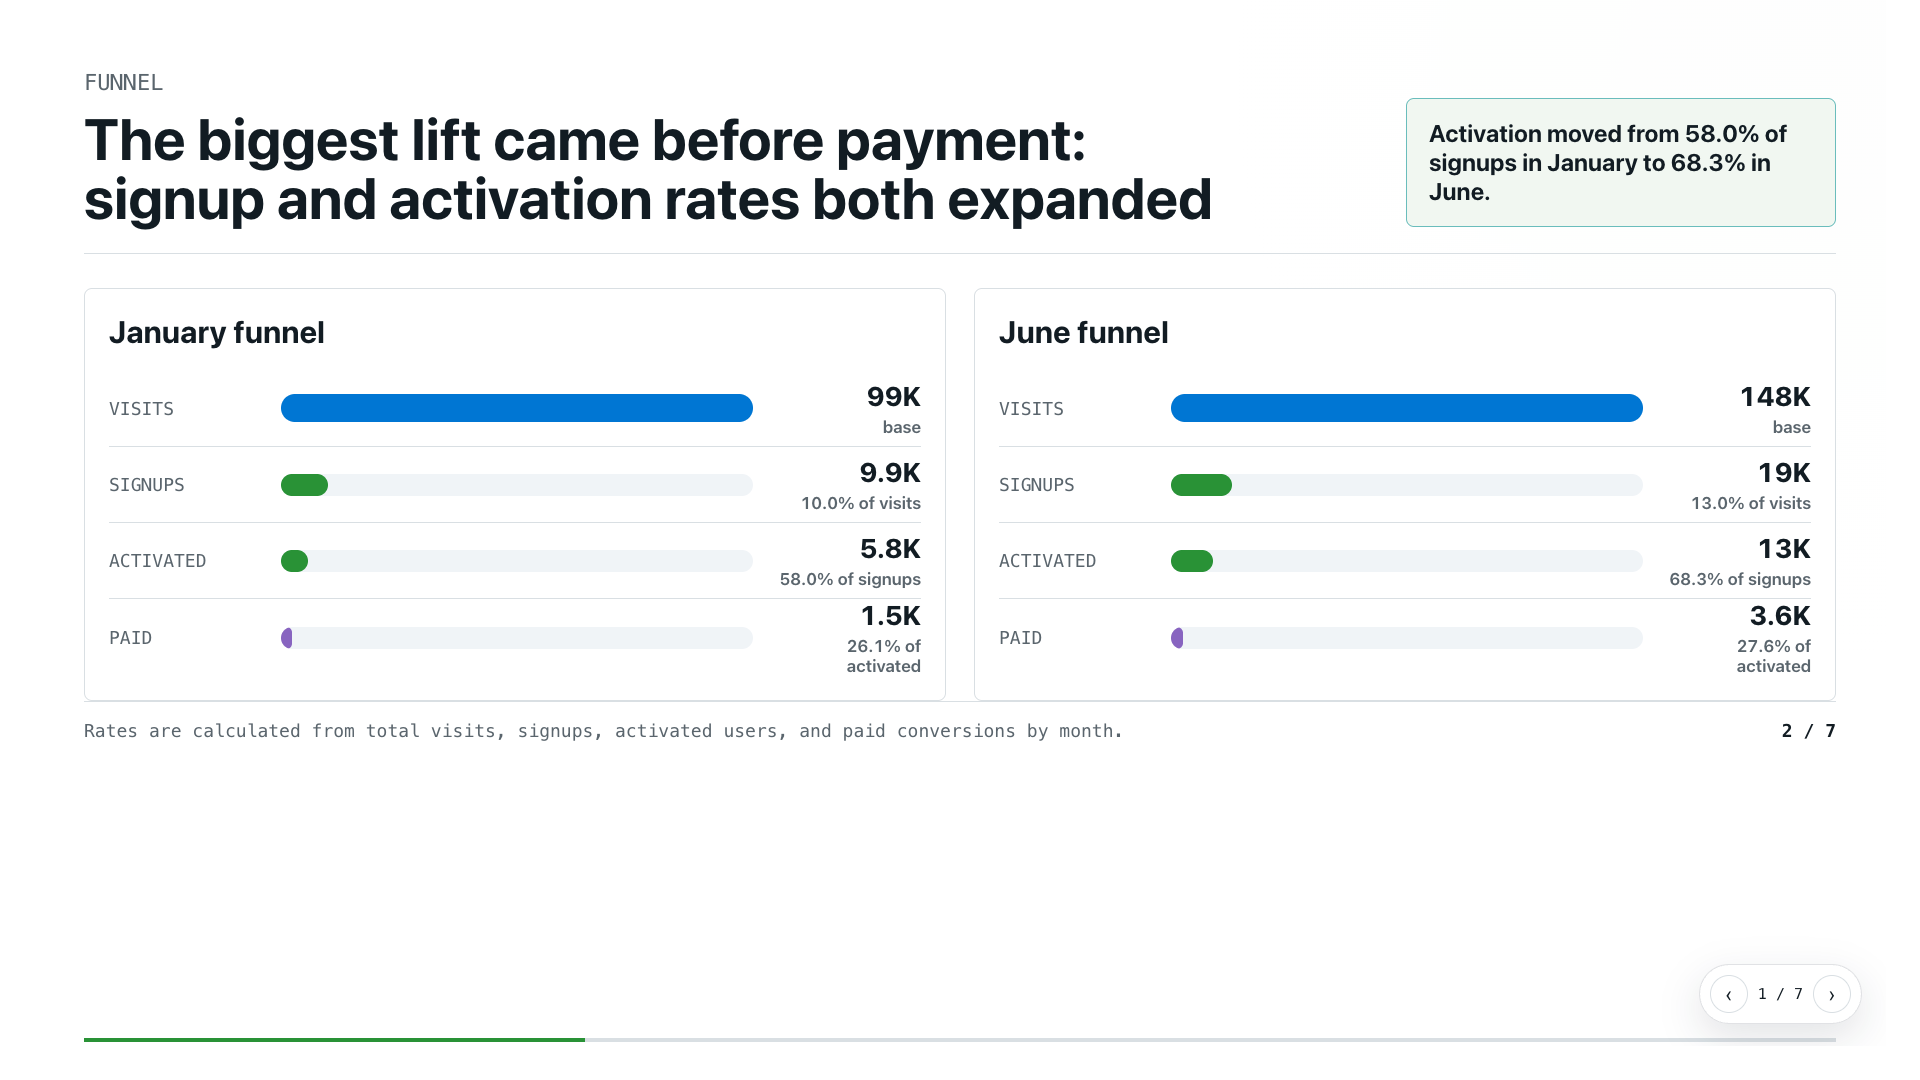 FUNNEL
The biggest lift came before payment:
signup and activation rates both expanded
Activation moved from 58.0% of
signups in January to 68.3% in
June.
January funnel
VISITS
99K
base
SIGNUPS
9.9K
10.0% of visits
ACTIVATED
5.8K
58.0% of signups
PAID
1.5K
26.1% of
activated
June funnel
VISITS
148K
base
SIGNUPS
19K
13.0% of visits
ACTIVATED
13K
68.3% of signups
PAID
3.6K
27.6% of
activated
Rates are calculated from total visits, signups, activated users, and paid conversions by month.
2 / 7
‹ 1 / 7 ›